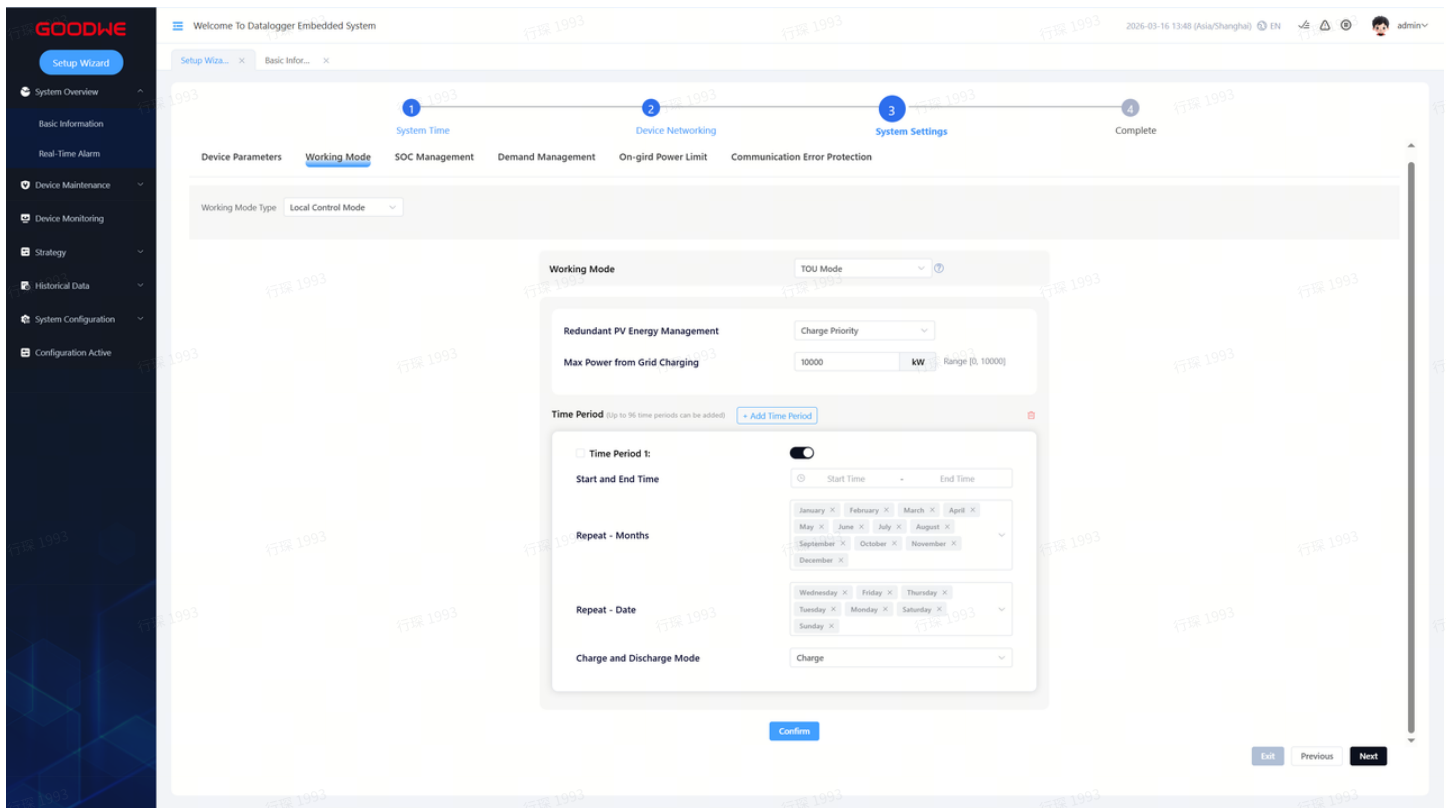 GOODWE
Welcome To Datalogger Embedded System
2026-03-16 13:48 (Asia/Shanghai) EN
admin
Setup Wizard
Setup Wiza... ×
Basic Infor... ×
System Overview
Basic Information
Real-Time Alarm
Device Maintenance
Device Monitoring
Strategy
Historical Data
System Configuration
Configuration Active
1
2
3
4
System Time
Device Networking
System Settings
Complete
Device Parameters
Working Mode
SOC Management
Demand Management
On-gird Power Limit
Communication Error Protection
Working Mode Type
Local Control Mode
Working Mode
TOU Mode
Redundant PV Energy Management
Charge Priority
Max Power from Grid Charging
10000
kW
Range [0, 10000]
Time Period (Up to 96 time periods can be added)
+ Add Time Period
Time Period 1:
Start and End Time
Start Time - End Time
Repeat - Months
January × February × March × April ×
May × June × July × August ×
September × October × November ×
December ×
Repeat - Date
Wednesday × Friday × Thursday ×
Tuesday × Monday × Saturday ×
Sunday ×
Charge and Discharge Mode
Charge
Confirm
Exit
Previous
Next
行琛 1993